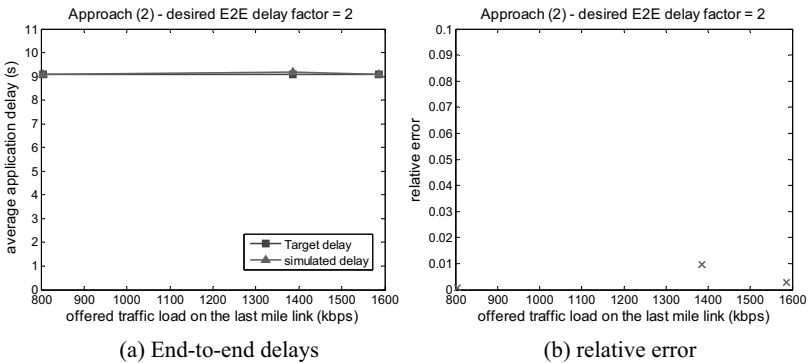 Approach (2) - desired E2E delay factor = 2
average application delay (s)
11
10
9
8
7
6
5
4
3
2
1
0
Target delay
simulated delay
800 900 1000 1100 1200 1300 1400 1500 1600
offered traffic load on the last mile link (kbps)
(a) End-to-end delays
Approach (2) - desired E2E delay factor = 2
relative error
0.1
0.09
0.08
0.07
0.06
0.05
0.04
0.03
0.02
0.01
0
800 900 1000 1100 1200 1300 1400 1500 1600
offered traffic load on the last mile link (kbps)
(b) relative error